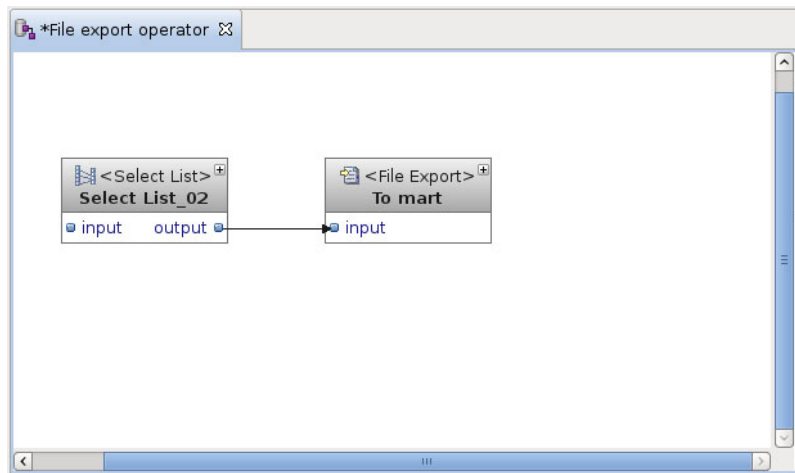 *File export operator
<Select List>
Select List_02
input output
<File Export>
To mart
input